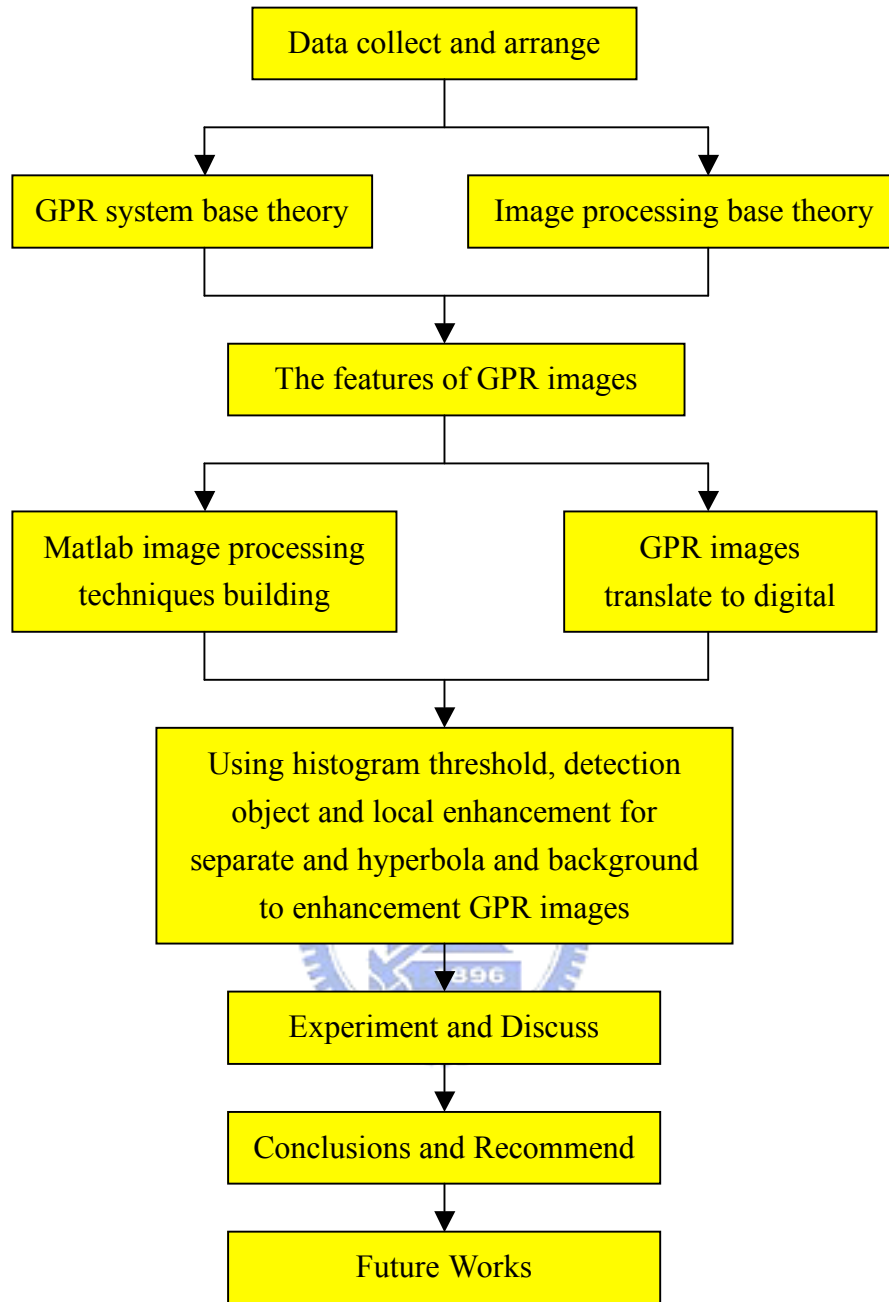 Data collect and arrange
GPR system base theory
Image processing base theory
The features of GPR images
Matlab image processing
techniques building
GPR images
translate to digital
Using histogram threshold, detection
object and local enhancement for
separate and hyperbola and background
to enhancement GPR images
1896
Experiment and Discuss
Conclusions and Recommend
Future Works